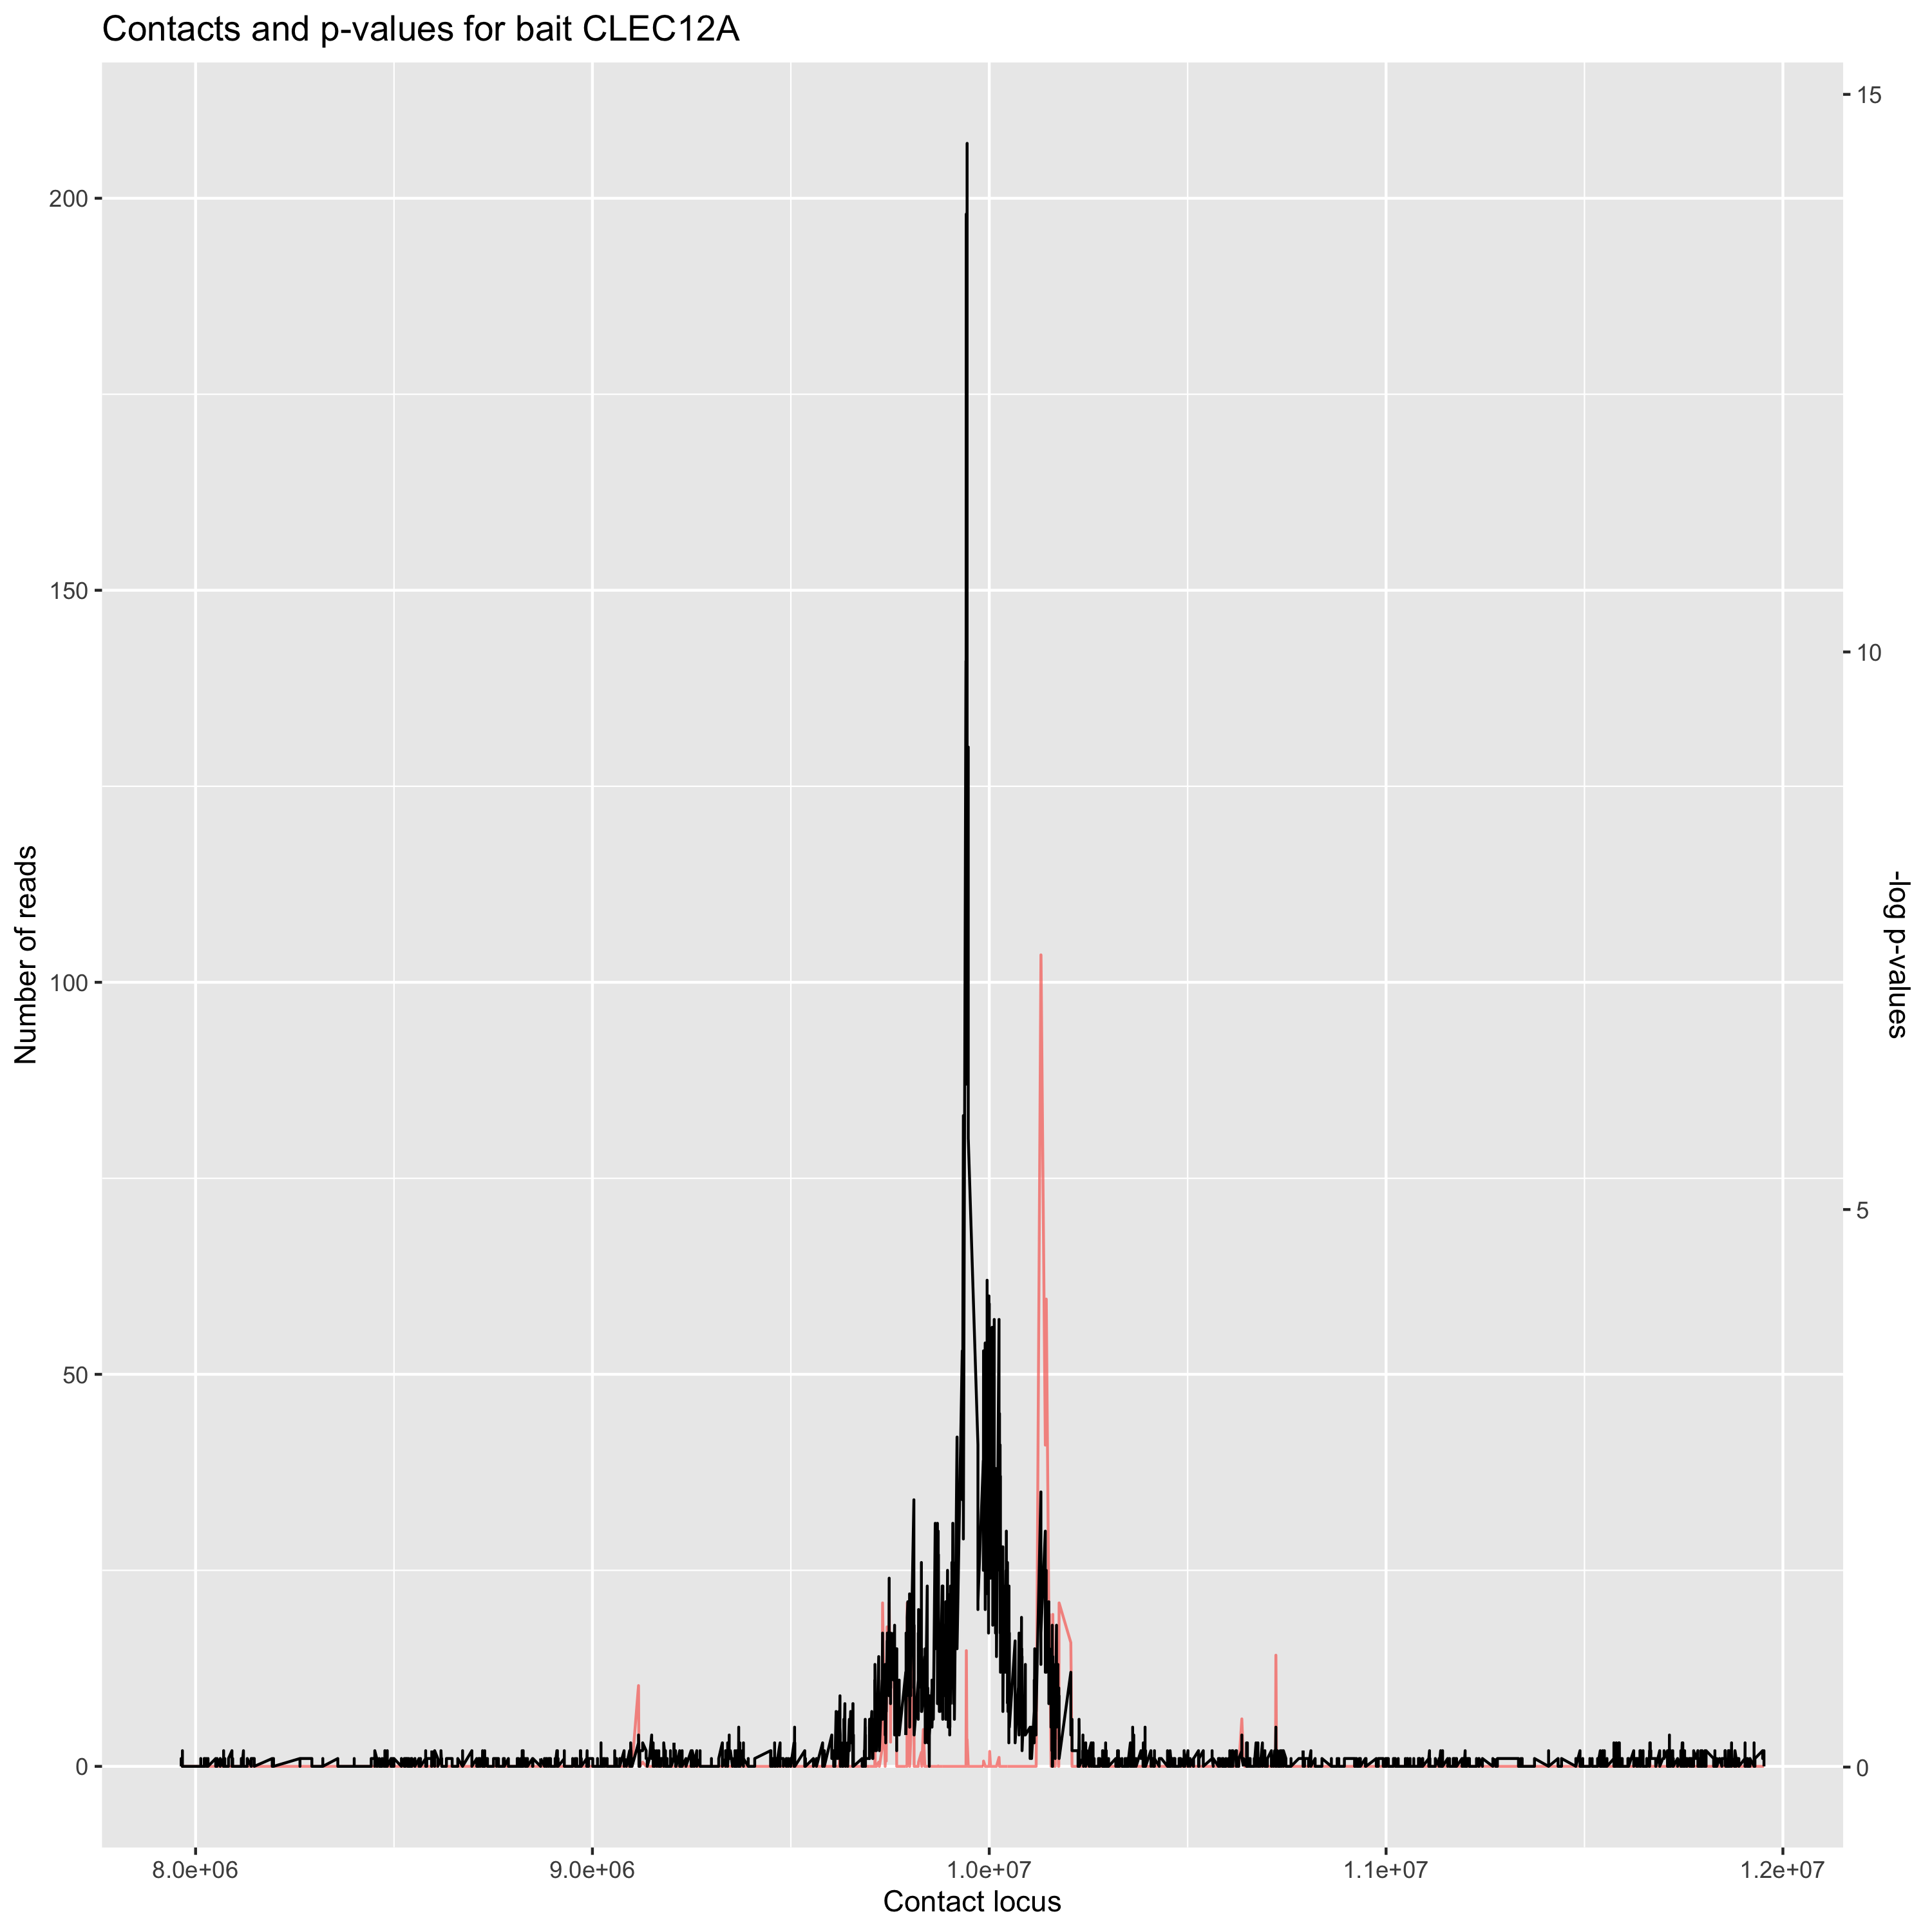 Contacts and p-values for bait CLEC12A
Number of reads
200
150
100
50
0
15
10
5
0
-log p-values
8.0e+06
9.0e+06
1.0e+07
1.1e+07
1.2e+07
Contact locus